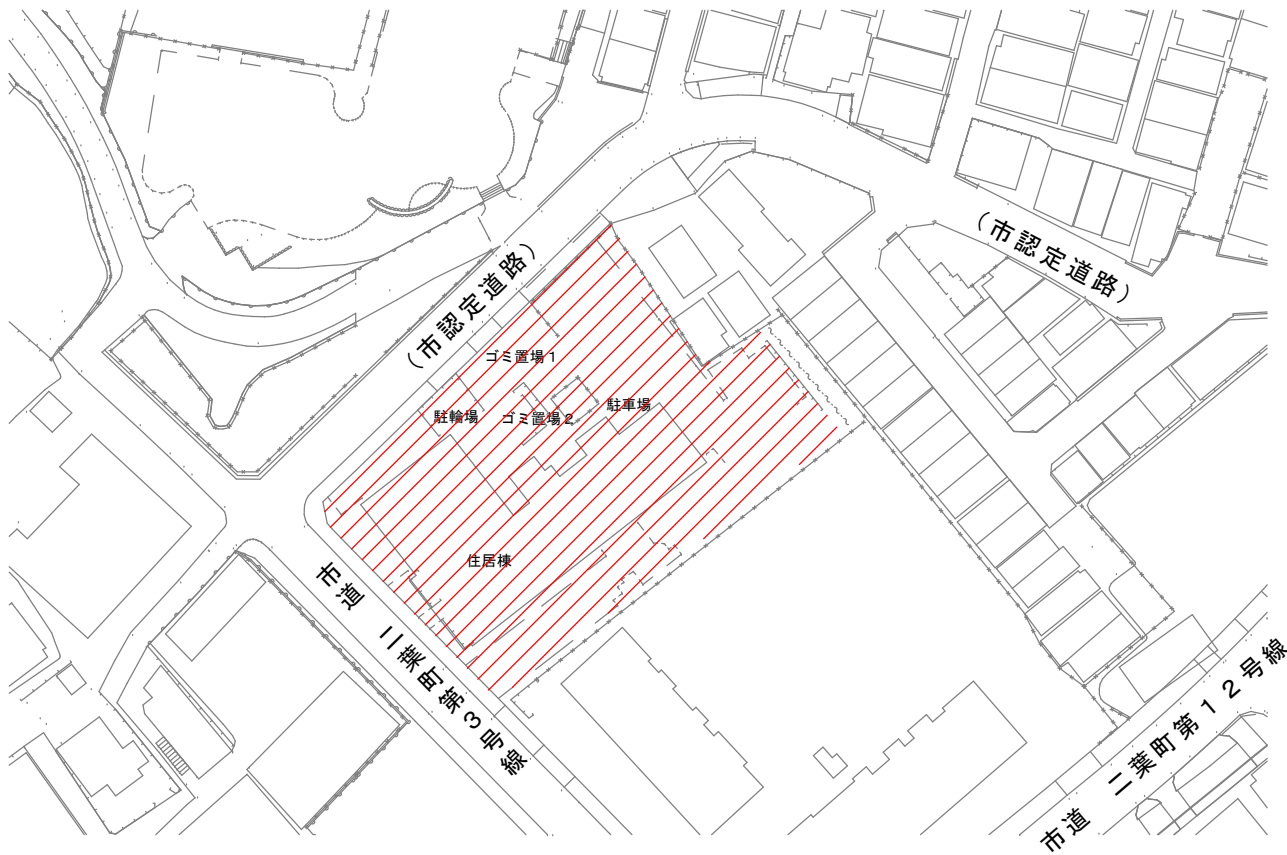 (市認定道路)
(市認定道路)
ゴミ置場1
駐輪場
ゴミ置場2
駐車場
住居棟
市道 二葉町第3号線
市道 二葉町第12号線